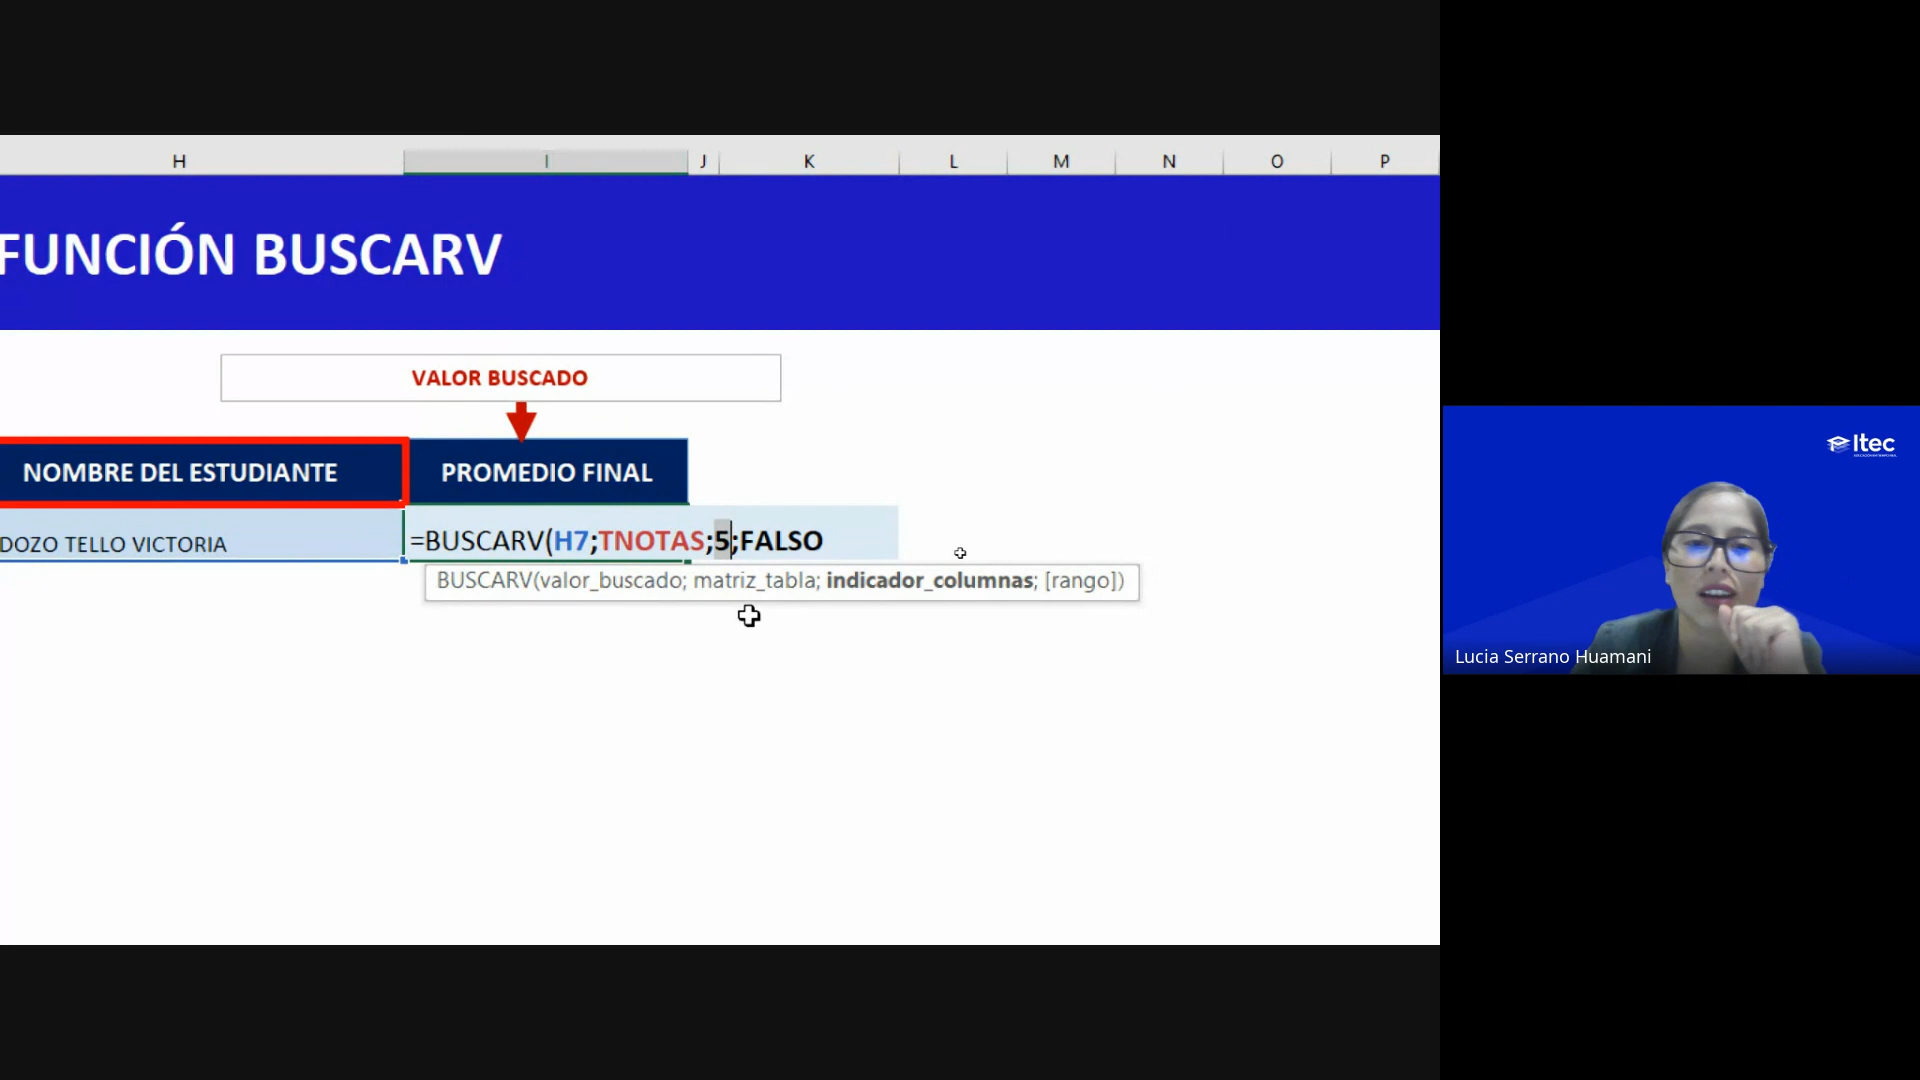 H I J K L M N O P
FUNCIÓN BUSCARV
VALOR BUSCADO
NOMBRE DEL ESTUDIANTE PROMEDIO FINAL
DOZO TELLO VICTORIA =BUSCARV(H7;TNOTAS;5;FALSO
BUSCARV(valor_buscado; matriz_tabla; indicador_columnas; [rango])
Itec
Lucia Serrano Huamani